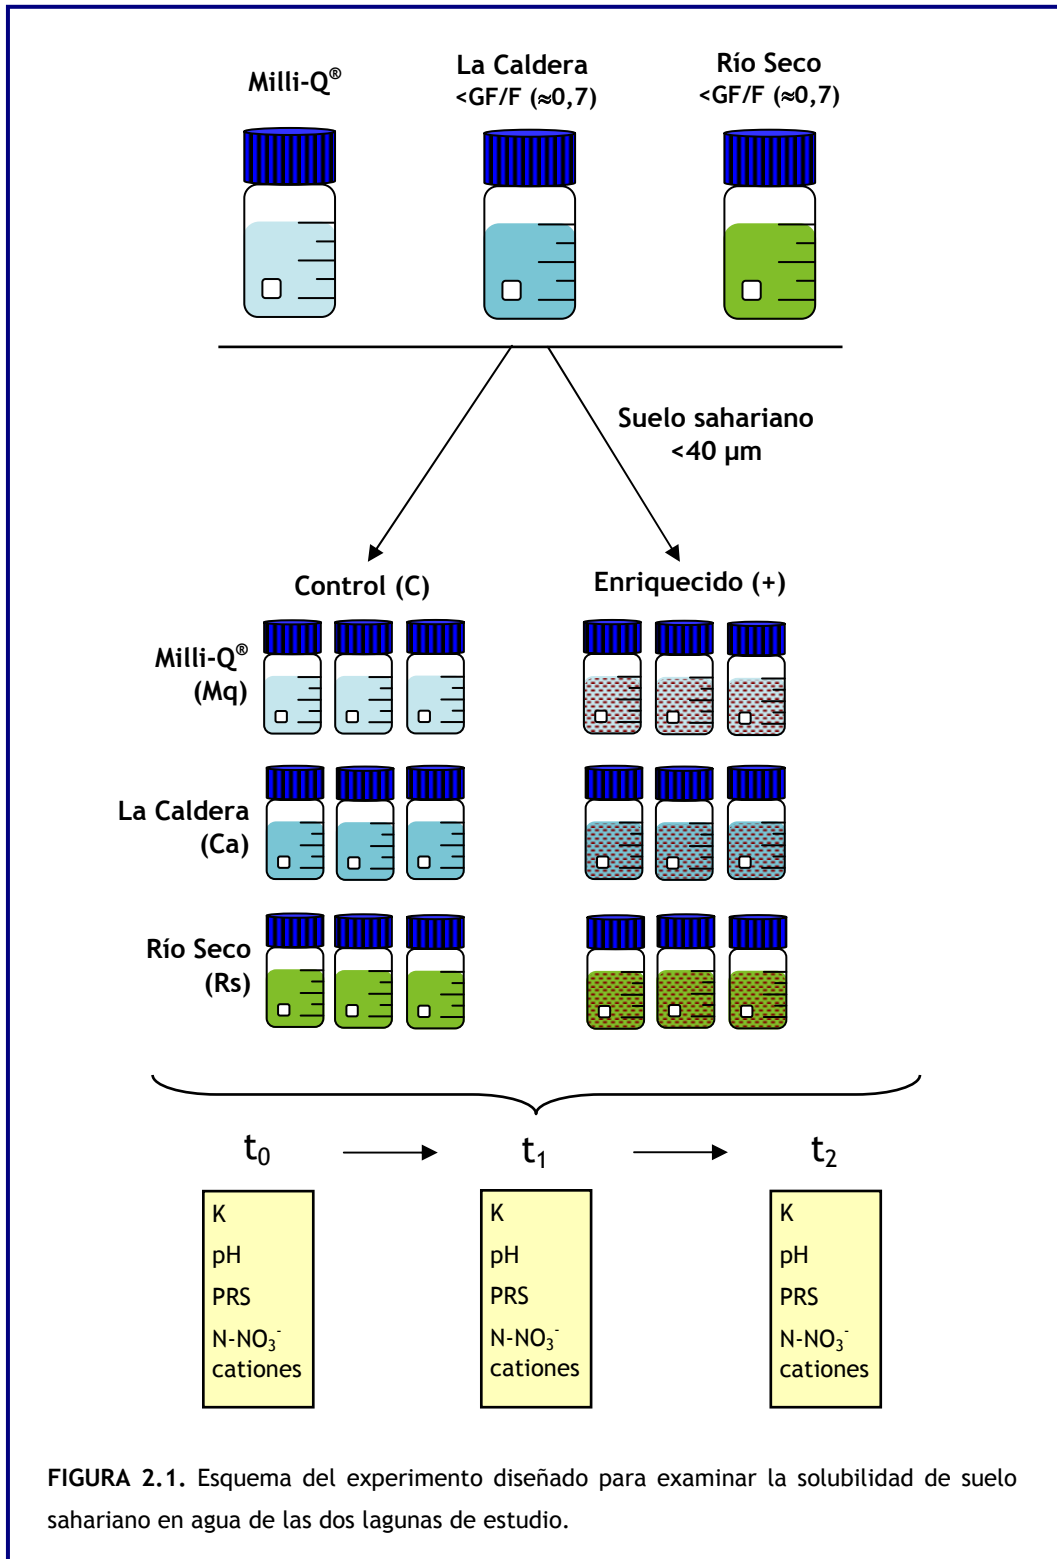 Milli-Q®
La Caldera
<GF/F (≈0,7)
Río Seco
<GF/F (≈0,7)
Suelo sahariano
<40 µm
Control (C)
Enriquecido (+)
Milli-Q®
(Mq)
La Caldera
(Ca)
Río Seco
(Rs)
t₀
t₁
t₂
K
pH
PRS
N-NO₃⁻
cationes
K
pH
PRS
N-NO₃⁻
cationes
K
pH
PRS
N-NO₃⁻
cationes
FIGURA 2.1. Esquema del experimento diseñado para examinar la solubilidad de suelo
sahariano en agua de las dos lagunas de estudio.